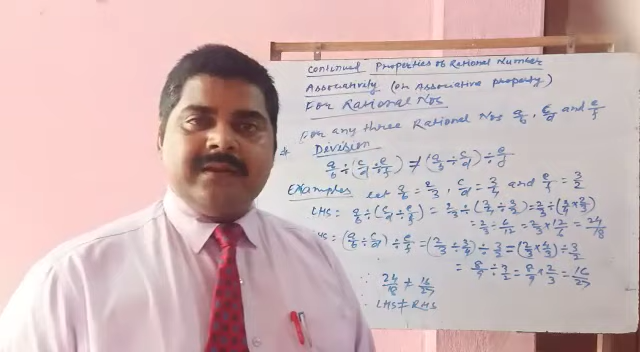 Continued Properties of Rational Number
Associativity (or Associative property)
For Rational Nos
For any three Rational Nos a/b, c/d and e/f
* Division
a/b ÷ (c/d ÷ e/f) ≠ (a/b ÷ c/d) ÷ e/f
Examples let a/b = 2/3, c/d = 3/4 and e/f = 3/2
LHS = a/b ÷ (c/d ÷ e/f) = 2/3 ÷ (3/4 ÷ 3/2) = 2/3 ÷ (3/4 × 2/3)
= 2/3 ÷ 6/12 = 2/3 × 12/6 = 24/18
HS = (a/b ÷ c/d) ÷ e/f = (2/3 ÷ 3/4) ÷ 3/2 = (2/3 × 4/3) ÷ 3/2
= 8/9 ÷ 3/2 = 8/9 × 2/3 = 16/27
∴ 24/18 ≠ 16/27
LHS ≠ RHS